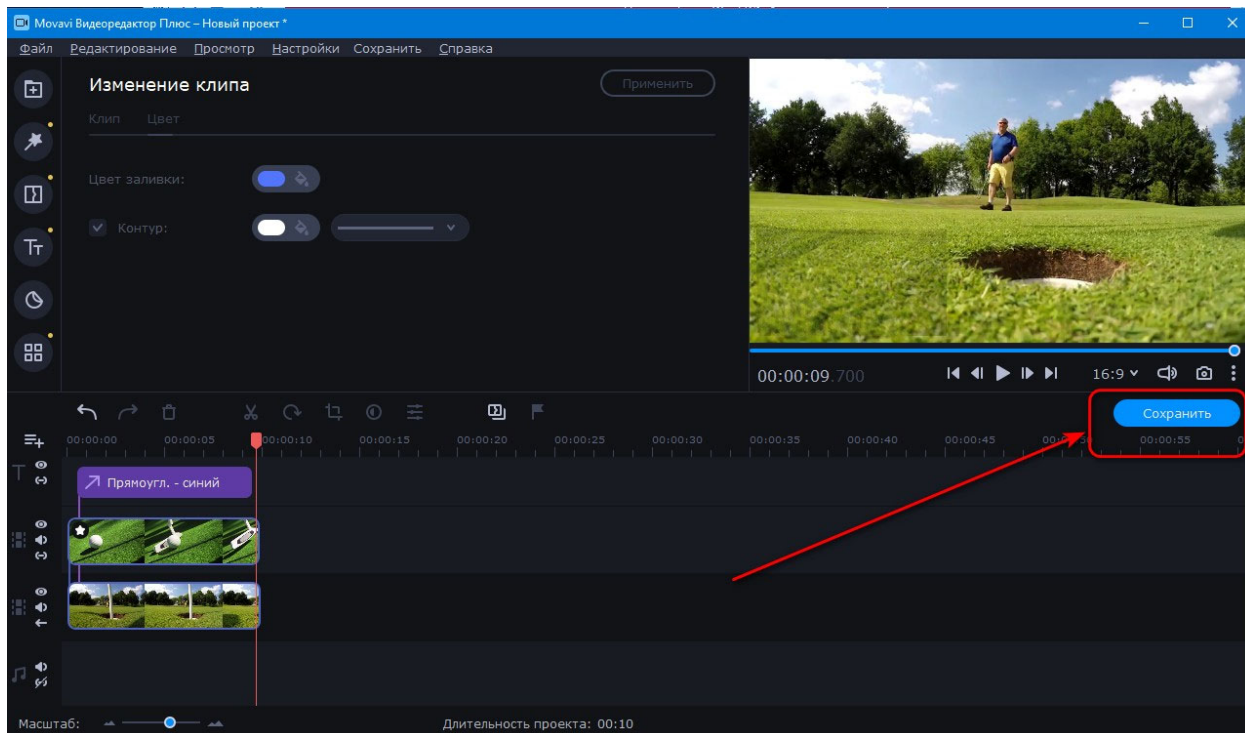 Movavi Видеоредактор Плюс – Новый проект *
Файл Редактирование Просмотр Настройки Сохранить Справка
Изменение клипа
Применить
Клип Цвет
Цвет заливки:
Контур:
00:00:09.700
16:9
Сохранить
00:00:00 00:00:05 00:00:10 00:00:15 00:00:20 00:00:25 00:00:30 00:00:35 00:00:40 00:00:45 00:00:55
Прямоугл. - синий
Масштаб:
Длительность проекта: 00:10